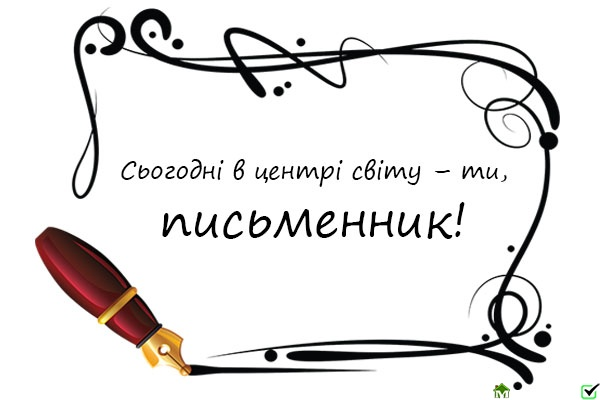 Сьогодні в центрі світу – ти,
письменник!